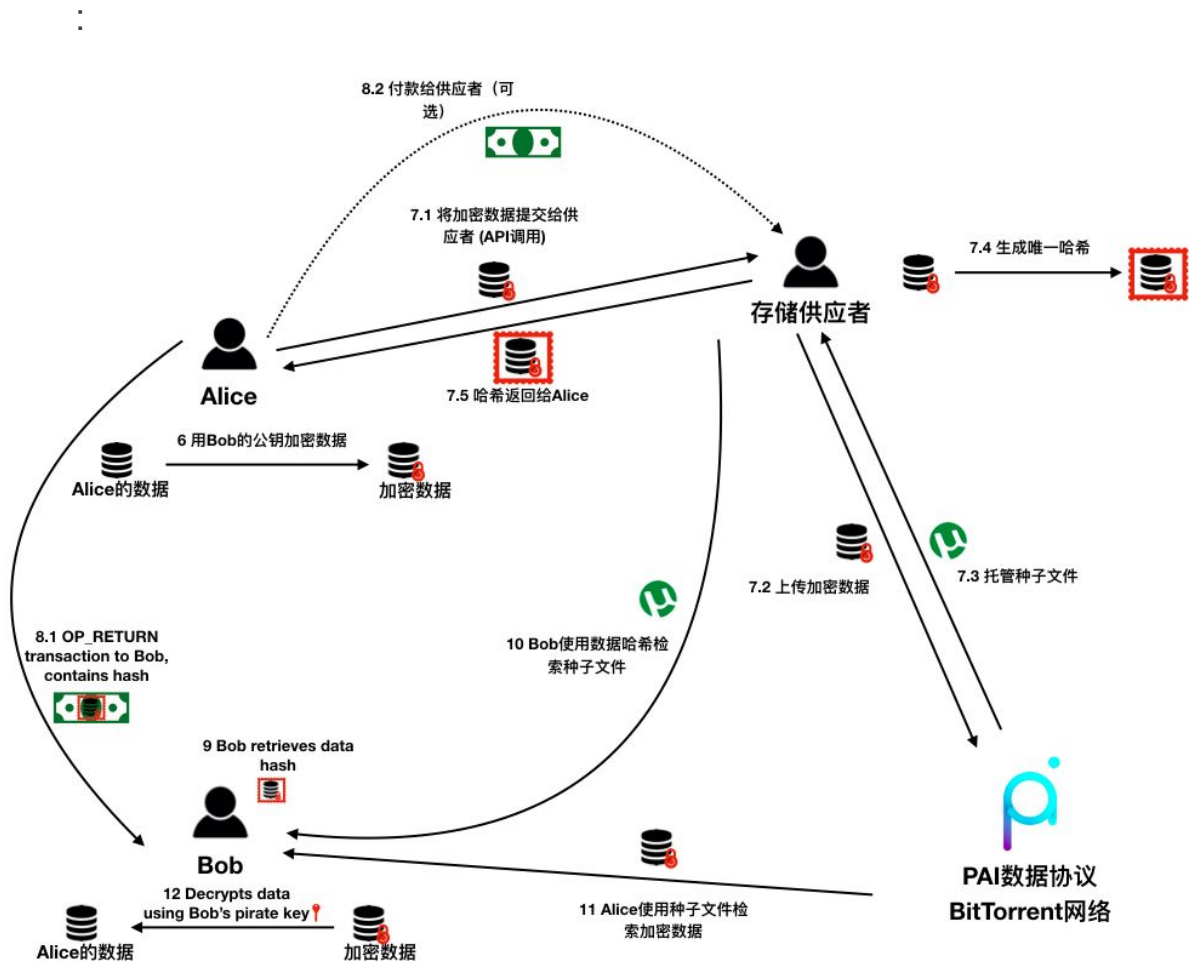 :
8.2 付款给供应者（可
选）
7.1 将加密数据提交给供
应者 (API调用)
7.4 生成唯一哈希
存储供应者
Alice
7.5 哈希返回给Alice
6 用Bob的公钥加密数据
Alice的数据
加密数据
7.2 上传加密数据
7.3 托管种子文件
8.1 OP_RETURN
transaction to Bob,
contains hash
10 Bob使用数据哈希检
索种子文件
9 Bob retrieves data
hash
Bob
PAI数据协议
BitTorrent网络
12 Decrypts data
using Bob's pirate key
11 Alice使用种子文件检
索加密数据
Alice的数据
加密数据